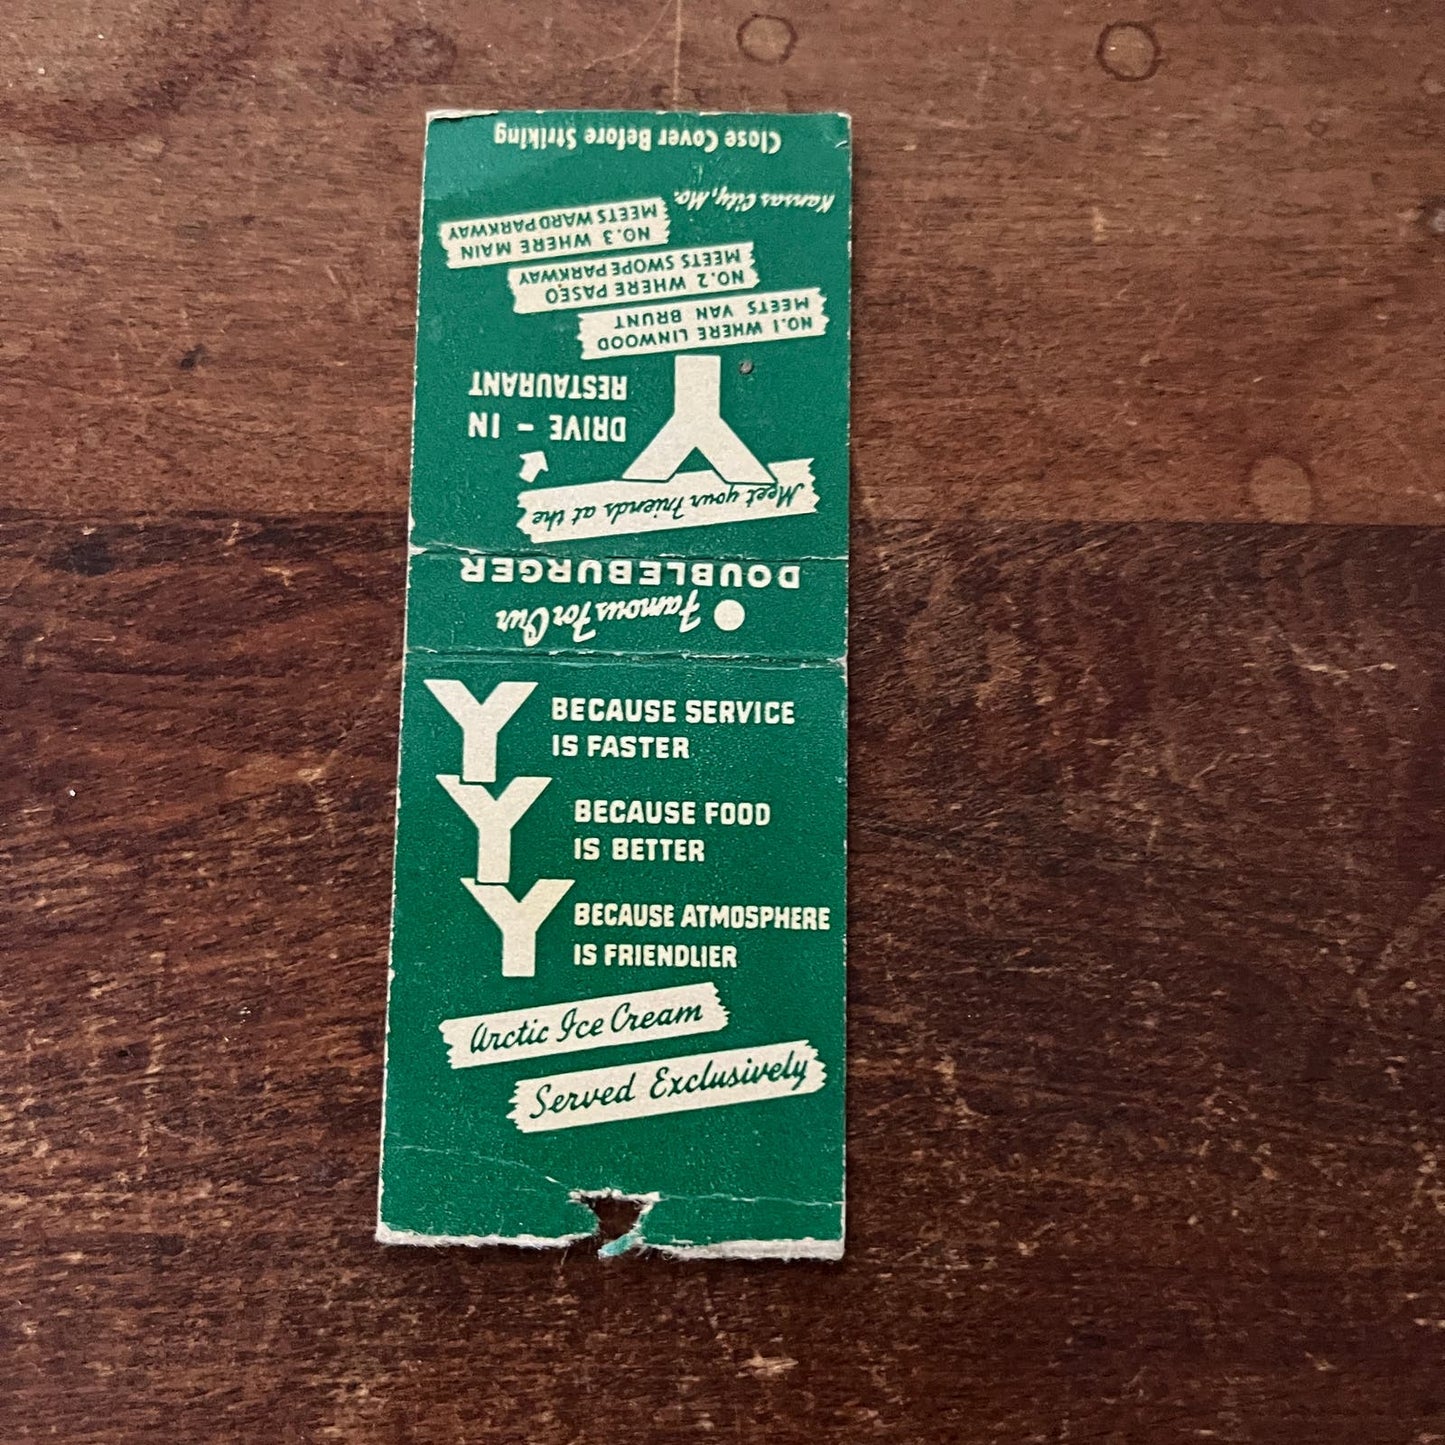 Meet your Friends at the
Y DRIVE - IN
RESTAURANT
NO. 1 WHERE LINWOOD
MEETS VAN BRUNT
NO. 2 WHERE PASEO
MEETS SWOPE PARKWAY
NO. 3 WHERE MAIN
MEETS WARD PARKWAY
Kansas City, Mo.
Close Cover Before Striking
Famous For Our
DOUBLEBURGER
Y BECAUSE SERVICE
IS FASTER
Y BECAUSE FOOD
IS BETTER
Y BECAUSE ATMOSPHERE
IS FRIENDLIER
Arctic Ice Cream
Served Exclusively